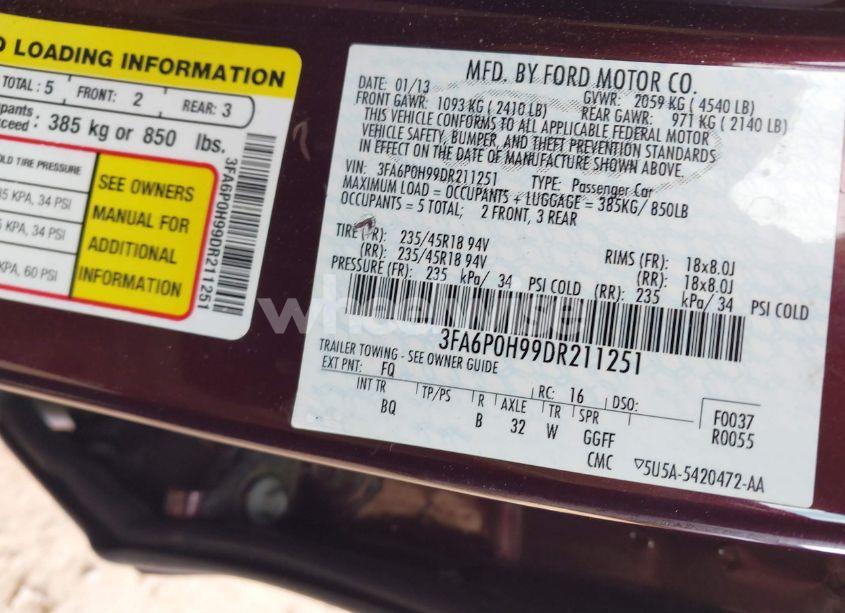 LOADING INFORMATION
TOTAL : 5 FRONT: 2 REAR: 3
385 kg or 850 lbs.
TIRE PRESSURE
KPA, 34 PSI
KPA, 34 PSI
KPA, 60 PSI
SEE OWNERS
MANUAL FOR
ADDITIONAL
INFORMATION
3FA6P0H99DR211251
MFD. BY FORD MOTOR CO.
DATE: 01/13 GVWR: 2059 KG ( 4540 LB)
FRONT GAWR: 1093 KG ( 2410 LB) REAR GAWR: 971 KG ( 2140 LB)
THIS VEHICLE CONFORMS TO ALL APPLICABLE FEDERAL MOTOR
VEHICLE SAFETY, BUMPER, AND THEFT PREVENTION STANDARDS
IN EFFECT ON THE DATE OF MANUFACTURE SHOWN ABOVE.
VIN: 3FA6P0H99DR211251 TYPE: Passenger Car
MAXIMUM LOAD = OCCUPANTS + LUGGAGE = 385KG/ 850LB
OCCUPANTS = 5 TOTAL; 2 FRONT, 3 REAR
TIRE (FR): 235/45R18 94V RIMS (FR): 18x8.0J
(RR): 235/45R18 94V (RR): 18x8.0J
PRESSURE (FR): 235 kPa/ 34 PSI COLD (RR): 235 kPa/ 34 PSI COLD
3FA6P0H99DR211251
TRAILER TOWING - SEE OWNER GUIDE
EXT PNT: FQ RC: 16 DSO: F0037
INT TR TP/PS R AXLE TR SPR R0055
BQ B 32 W GGFF
CMC ▽5U5A-5420472-AA